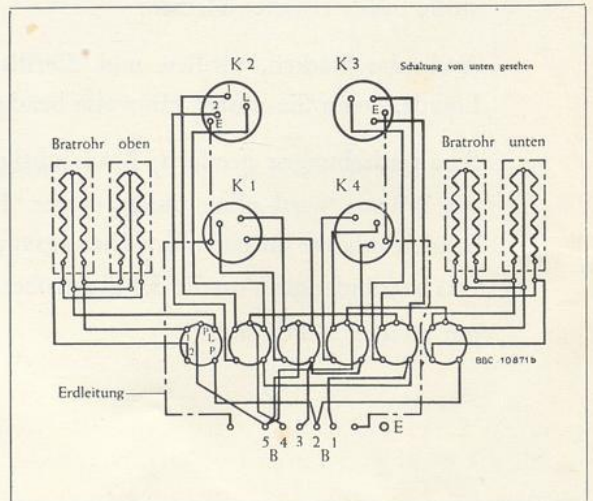 K 2
K 3
Schaltung von unten gesehen
1
L
2
E
E
Bratrohr oben
Bratrohr unten
K 1
K 4
1
P
L
2
P
BBC 10871b
Erdleitung
5 4 3 2 1
E
B
B